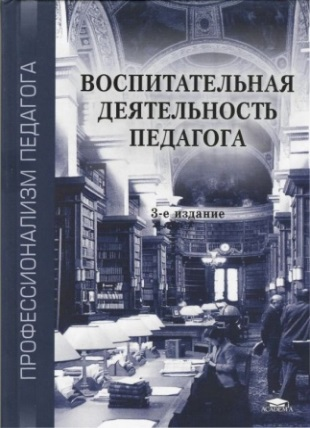 ПРОФЕССИОНАЛИЗМ ПЕДАГОГА
ВОСПИТАТЕЛЬНАЯ
ДЕЯТЕЛЬНОСТЬ
ПЕДАГОГА
3-е издание
ACADEMA